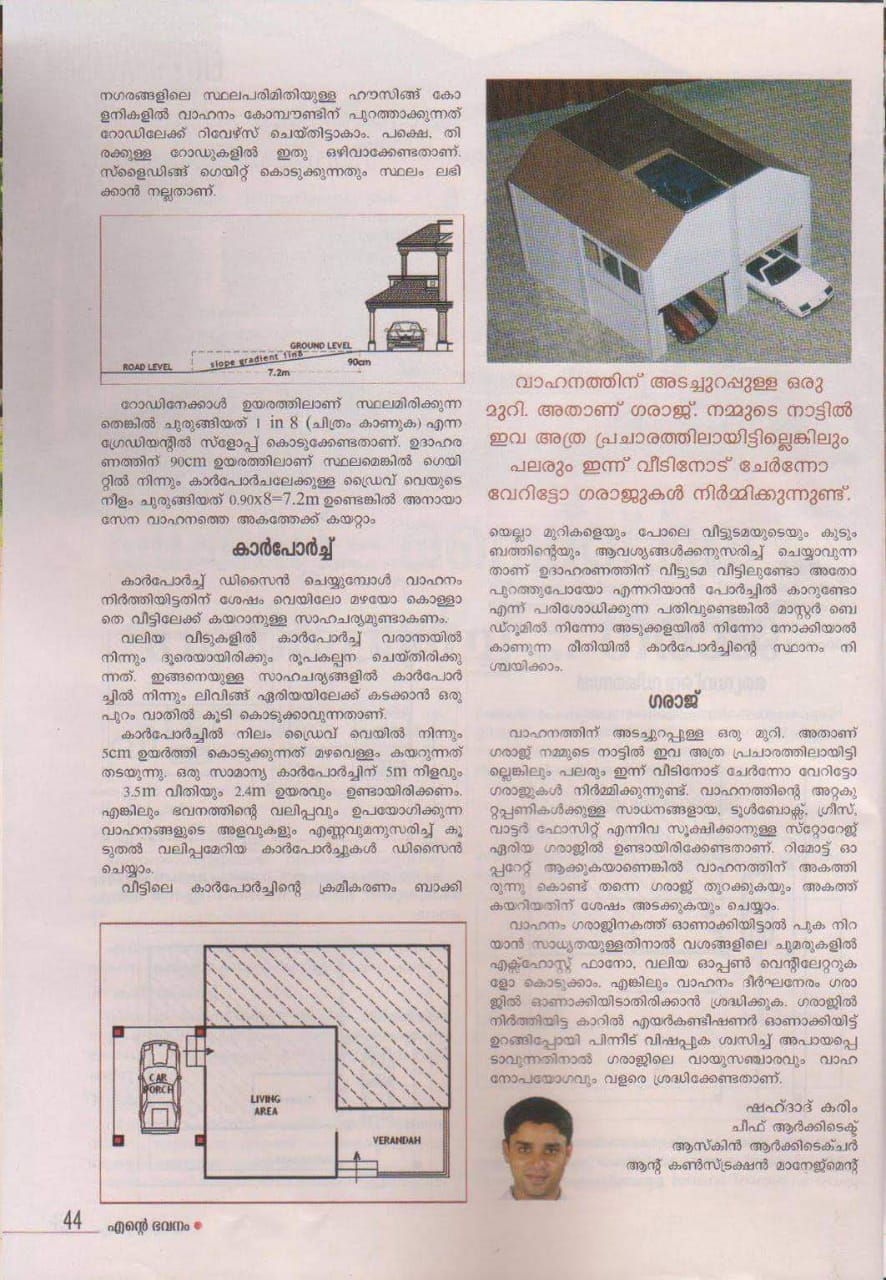 നഗരങ്ങളിലെ സ്ഥലപരിമിതിയുള്ള ഹൗസിങ്ങ് കോ
ളനികളിൽ വാഹനം കോമ്പൗണ്ടിന് പുറത്താക്കുന്നത്
റോഡിലേക്ക് റിവേഴ്സ് ചെയ്തിട്ടാകാം. പക്ഷെ, തി
രക്കുള്ള റോഡുകളിൽ ഇതു ഒഴിവാക്കേണ്ടതാണ്.
സ്ളൈഡിങ്ങ് ഗെയിറ്റ് കൊടുക്കുന്നതും സ്ഥലം ലഭി
ക്കാൻ നല്ലതാണ്.
GROUND LEVEL
ROAD LEVEL
slope gradient 1in8
90cm
7.2m
റോഡിനേക്കാൾ ഉയരത്തിലാണ് സ്ഥലമിരിക്കുന്ന
തെങ്കിൽ ചുരുങ്ങിയത് 1 in 8 (ചിത്രം കാണുക) എന്ന
ഗ്രേഡിയന്റിൽ സ്ളോപ്പ് കൊടുക്കേണ്ടതാണ്. ഉദാഹര
ണത്തിന് 90cm ഉയരത്തിലാണ് സ്ഥലമെങ്കിൽ ഗെയി
റ്റിൽ നിന്നും കാർപോർചലേക്കുള്ള ഡ്രൈവ് വെയുടെ
നീളം ചുരുങ്ങിയത് 0.90x8=7.2m ഉണ്ടെങ്കിൽ അനായാ
സേന വാഹനത്തെ അകത്തേക്ക് കയറ്റാം
കാർപോർച്ച്
കാർപോർച്ച് ഡിസൈൻ ചെയ്യുമ്പോൾ വാഹനം
നിർത്തിയിട്ടതിന് ശേഷം വെയിലോ മഴയോ കൊള്ളാ
തെ വീട്ടിലേക്ക് കയറാനുള്ള സാഹചര്യമുണ്ടാകണം.
വലിയ വീടുകളിൽ കാർപോർച്ച് വരാന്തയിൽ
നിന്നും ദൂരെയായിരിക്കും രൂപകല്പന ചെയ്തിരിക്കു
ന്നത്. ഇങ്ങനെയുള്ള സാഹചര്യങ്ങളിൽ കാർപോർ
ച്ചിൽ നിന്നും ലിവിങ്ങ് ഏരിയയിലേക്ക് കടക്കാൻ ഒരു
പുറം വാതിൽ കൂടി കൊടുക്കാവുന്നതാണ്.
കാർപോർച്ചിൽ നിലം ഡ്രൈവ് വെയിൽ നിന്നും
5cm ഉയർത്തി കൊടുക്കുന്നത് മഴവെള്ളം കയറുന്നത്
തടയുന്നു. ഒരു സാമാന്യ കാർപോർച്ചിന് 5m നീളവും
3.5m വീതിയും 2.4m ഉയരവും ഉണ്ടായിരിക്കണം.
എങ്കിലും ഭവനത്തിന്റെ വലിപ്പവും ഉപയോഗിക്കുന്ന
വാഹനങ്ങളുടെ അളവുകളും എണ്ണവുമനുസരിച്ച് കൂ
ടുതൽ വലിപ്പമേറിയ കാർപോർച്ചുകൾ ഡിസൈൻ
ചെയ്യാം.
വീട്ടിലെ കാർപോർച്ചിന്റെ ക്രമീകരണം ബാക്കി
CAR
PORCH
LIVING
AREA
VERANDAH
വാഹനത്തിന് അടച്ചുറപ്പുള്ള ഒരു
മുറി. അതാണ് ഗരാജ്. നമ്മുടെ നാട്ടിൽ
ഇവ അത്ര പ്രചാരത്തിലായിട്ടില്ലെങ്കിലും
പലരും ഇന്ന് വീടിനോട് ചേർന്നോ
വേറിട്ടോ ഗരാജുകൾ നിർമ്മിക്കുന്നുണ്ട്.
യെല്ലാ മുറികളെയും പോലെ വീട്ടുടമയുടെയും കുടും
ബത്തിന്റെയും ആവശ്യങ്ങൾക്കനുസരിച്ച് ചെയ്യാവുന്ന
താണ് ഉദാഹരണത്തിന് വീട്ടുടമ വീട്ടിലുണ്ടോ അതോ
പുറത്തുപോയോ എന്നറിയാൻ പോർച്ചിൽ കാറുണ്ടോ
എന്ന് പരിശോധിക്കുന്ന പതിവുണ്ടെങ്കിൽ മാസ്റ്റർ ബെ
ഡ്റൂമിൽ നിന്നോ അടുക്കളയിൽ നിന്നോ നോക്കിയാൽ
കാണുന്ന രീതിയിൽ കാർപോർച്ചിന്റെ സ്ഥാനം നി
ശ്ചയിക്കാം.
ഗരാജ്
വാഹനത്തിന് അടച്ചുറപ്പുള്ള ഒരു മുറി. അതാണ്
ഗരാജ് നമ്മുടെ നാട്ടിൽ ഇവ അത്ര പ്രചാരത്തിലായിട്ടി
ല്ലെങ്കിലും പലരും ഇന്ന് വീടിനോട് ചേർന്നോ വേറിട്ടോ
ഗരാജുകൾ നിർമ്മിക്കുന്നുണ്ട്. വാഹനത്തിന്റെ അറ്റകു
റ്റപ്പണികൾക്കുള്ള സാധനങ്ങളായ, ടൂൾബോക്സ്, ഗ്രീസ്,
വാട്ടർ ഫോസിറ്റ് എന്നിവ സൂക്ഷിക്കാനുള്ള സ്റ്റോറേജ്
ഏരിയ ഗരാജിൽ ഉണ്ടായിരിക്കേണ്ടതാണ്. റിമോട്ട് ഓ
പ്പറേറ്റ് ആക്കുകയാണെങ്കിൽ വാഹനത്തിന് അകത്തി
രുന്നു കൊണ്ട് തന്നെ ഗരാജ് തുറക്കുകയും അകത്ത്
കയറിയതിന് ശേഷം അടക്കുകയും ചെയ്യാം.
വാഹനം ഗരാജിനകത്ത് ഓണാക്കിയിട്ടാൽ പുക നിറ
യാൻ സാധ്യതയുള്ളതിനാൽ വശങ്ങളിലെ ചുമരുകളിൽ
എക്സ്ഹോസ്റ്റ് ഫാനോ, വലിയ ഓപ്പൺ വെന്റിലേറ്ററുക
ളോ കൊടുക്കാം. എങ്കിലും വാഹനം ദീർഘനേരം ഗരാ
ജിൽ ഓണാക്കിയിടാതിരിക്കാൻ ശ്രദ്ധിക്കുക. ഗരാജിൽ
നിർത്തിയിട്ട കാറിൽ എയർകണ്ടീഷണർ ഓണാക്കിയിട്ട്
ഉറങ്ങിപ്പോയി പിന്നീട് വിഷപ്പുക ശ്വസിച്ച് അപായപ്പെ
ടാവുന്നതിനാൽ ഗരാജിലെ വായുസഞ്ചാരവും വാഹ
നോപയോഗവും വളരെ ശ്രദ്ധിക്കേണ്ടതാണ്.
ഷഹ്ദാദ് കരിം
ചീഫ് ആർക്കിടെക്ട്
ആസ്കിൻ ആർക്കിടെക്ചർ
ആന്റ് കൺസ്ട്രക്ഷൻ മാനേജ്മെന്റ്
44 എന്റെ ഭവനം